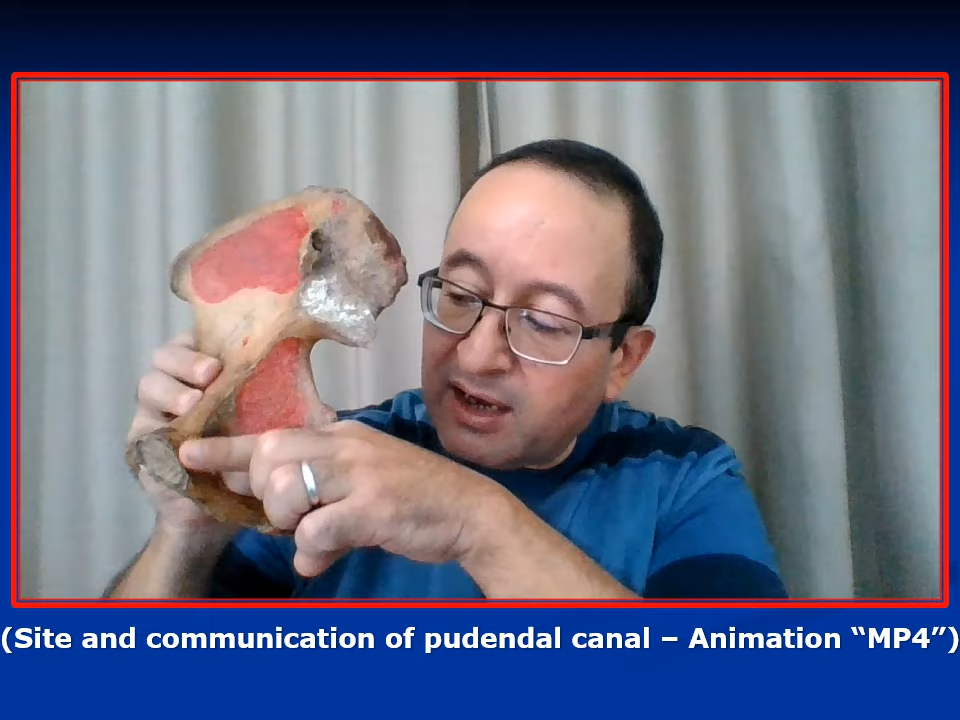 (Site and communication of pudendal canal – Animation “MP4”)